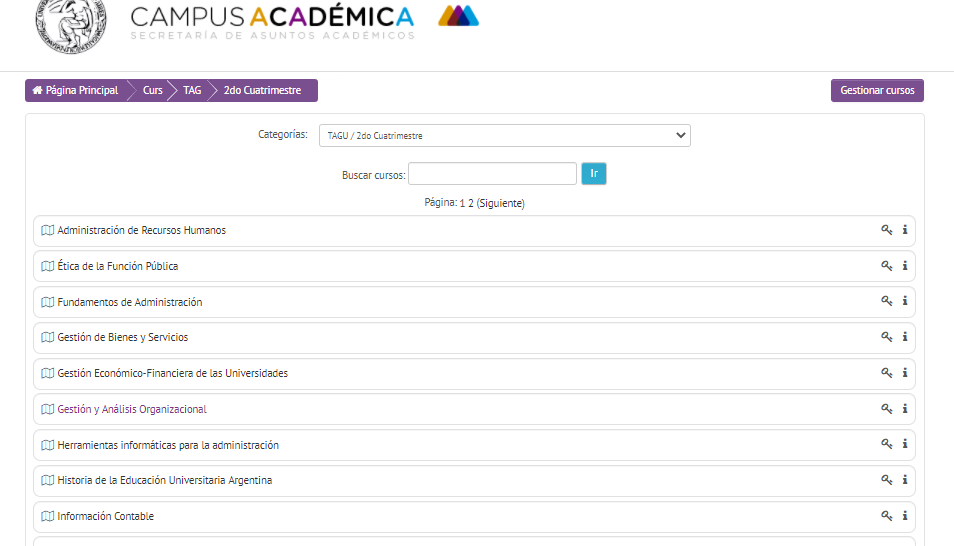 CAMPUS ACADÉMICA
SECRETARÍA DE ASUNTOS ACADÉMICOS
Página Principal Curs TAG 2do Cuatrimestre
Gestionar cursos
Categorías: TAGU / 2do Cuatrimestre
Buscar cursos: Ir
Página: 1 2 (Siguiente)
Administración de Recursos Humanos
Ética de la Función Pública
Fundamentos de Administración
Gestión de Bienes y Servicios
Gestión Económico-Financiera de las Universidades
Gestión y Análisis Organizacional
Herramientas informáticas para la administración
Historia de la Educación Universitaria Argentina
Información Contable